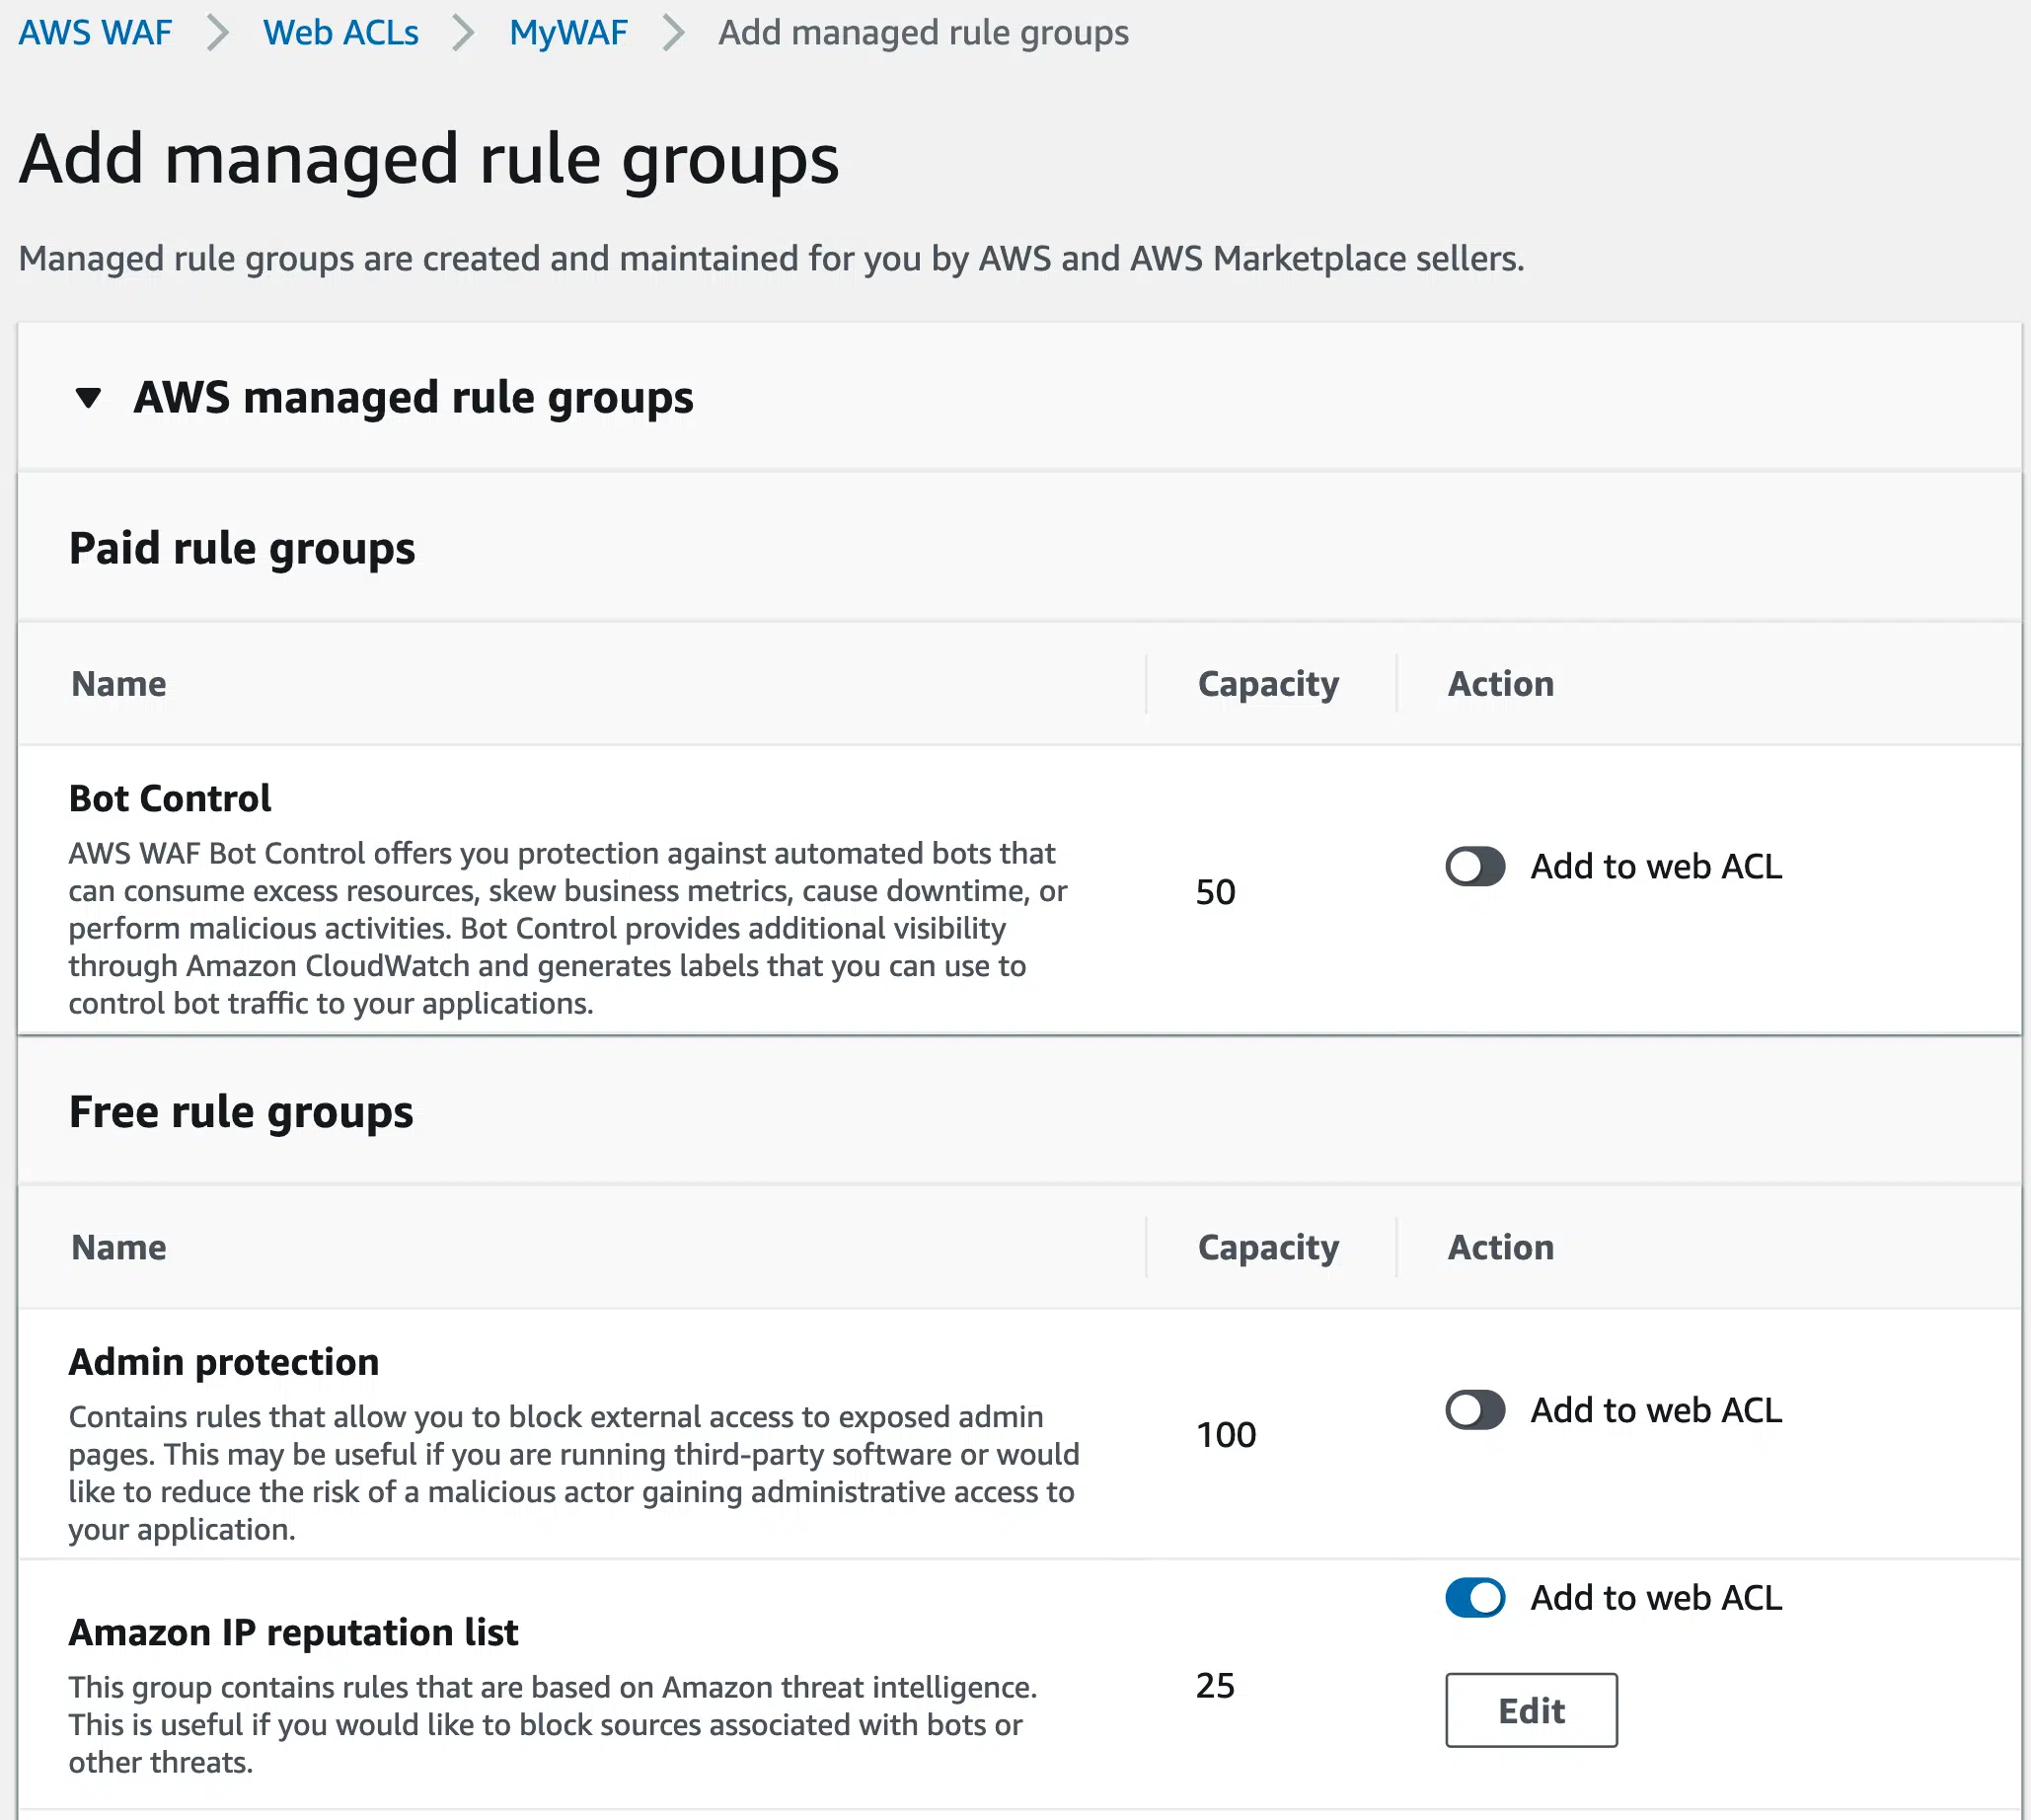 AWS WAF > Web ACLs > MyWAF > Add managed rule groups
Add managed rule groups
Managed rule groups are created and maintained for you by AWS and AWS Marketplace sellers.
AWS managed rule groups
Paid rule groups
Name Capacity Action
Bot Control
AWS WAF Bot Control offers you protection against automated bots that
can consume excess resources, skew business metrics, cause downtime, or
perform malicious activities. Bot Control provides additional visibility
through Amazon CloudWatch and generates labels that you can use to
control bot traffic to your applications.
50
Add to web ACL
Free rule groups
Name Capacity Action
Admin protection
Contains rules that allow you to block external access to exposed admin
pages. This may be useful if you are running third-party software or would
like to reduce the risk of a malicious actor gaining administrative access to
your application.
100
Add to web ACL
Amazon IP reputation list
This group contains rules that are based on Amazon threat intelligence.
This is useful if you would like to block sources associated with bots or
other threats.
25
Add to web ACL
Edit